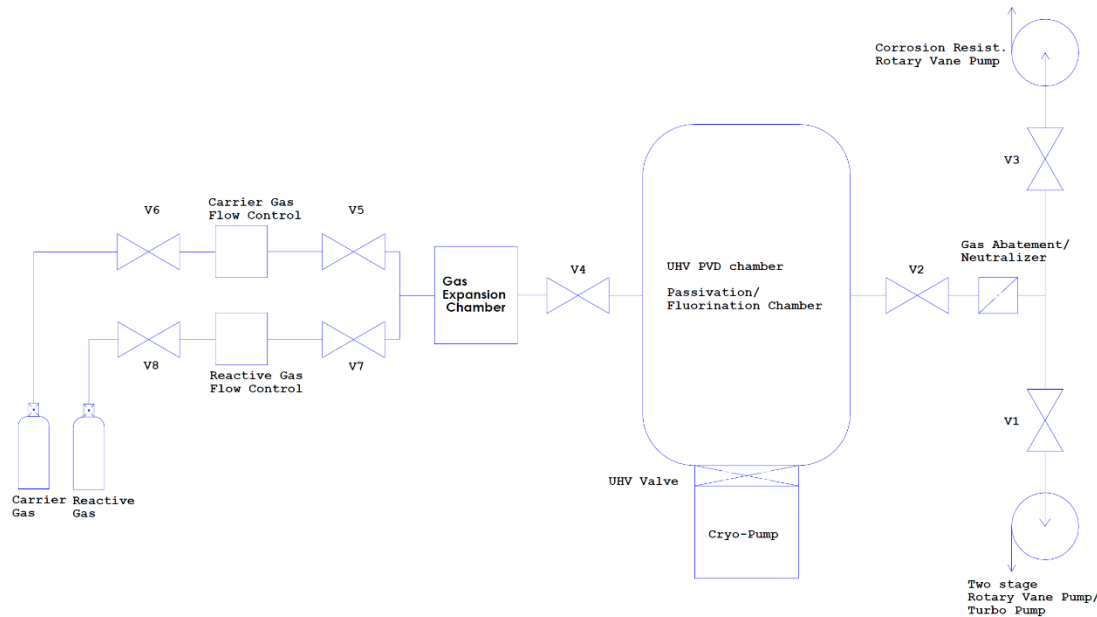 Corrosion Resist.
Rotary Vane Pump
V3
V6
Carrier Gas
Flow Control
V5
Gas Abatement/
Neutralizer
V4
UHV PVD chamber
Passivation/
Fluorination Chamber
V2
Gas
Expansion
Chamber
V8
Reactive Gas
Flow Control
V7
V1
UHV Valve
Cryo-Pump
Carrier
Gas
Reactive
Gas
Two stage
Rotary Vane Pump/
Turbo Pump